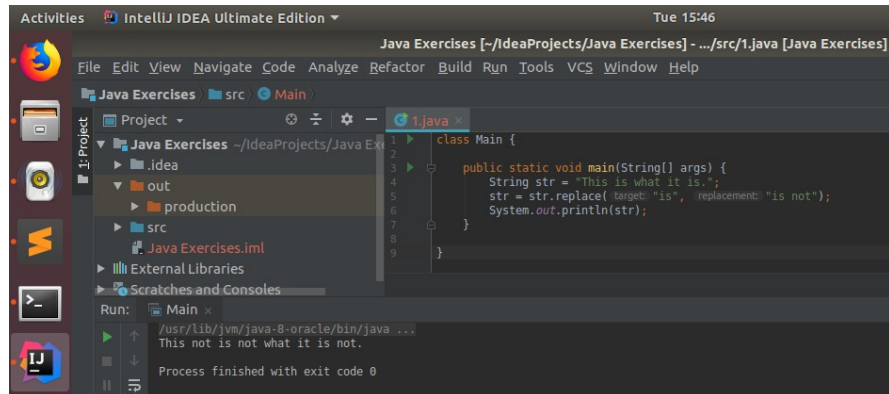 Activities IntelliJ IDEA Ultimate Edition Tue 15:46
Java Exercises [~/IdeaProjects/Java Exercises] - .../src/1.java [Java Exercises]
File Edit View Navigate Code Analyze Refactor Build Run Tools VCS Window Help
Java Exercises src Main
1: Project
Project
Java Exercises ~/IdeaProjects/Java Exe
.idea
out
production
src
Java Exercises.iml
External Libraries
Scratches and Consoles
1.java
1 class Main {
2
3 public static void main(String[] args) {
4 String str = "This is what it is.";
5 str = str.replace( target: "is", replacement: "is not");
6 System.out.println(str);
7 }
8
9 }
Run: Main
/usr/lib/jvm/java-8-oracle/bin/java ...
This not is not what it is not.
Process finished with exit code 0
IJ